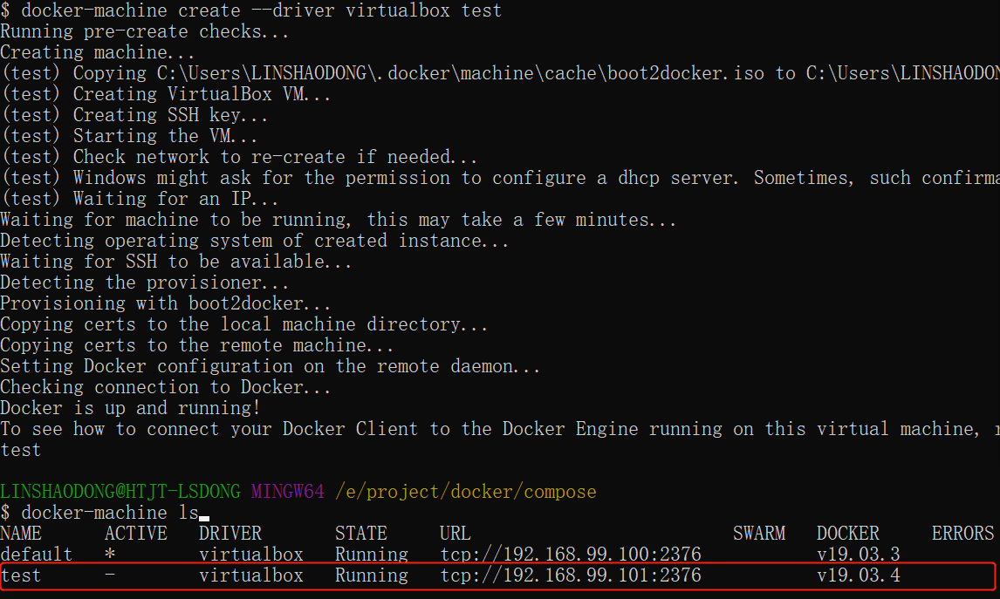 $ docker-machine create --driver virtualbox test
Running pre-create checks...
Creating machine...
(test) Copying C:\Users\LINSHAODONG\.docker\machine\cache\boot2docker.iso to C:\Users\LINSHAODON
(test) Creating VirtualBox VM...
(test) Creating SSH key...
(test) Starting the VM...
(test) Check network to re-create if needed...
(test) Windows might ask for the permission to configure a dhcp server. Sometimes, such confirma
(test) Waiting for an IP...
Waiting for machine to be running, this may take a few minutes...
Detecting operating system of created instance...
Waiting for SSH to be available...
Detecting the provisioner...
Provisioning with boot2docker...
Copying certs to the local machine directory...
Copying certs to the remote machine...
Setting Docker configuration on the remote daemon...
Checking connection to Docker...
Docker is up and running!
To see how to connect your Docker Client to the Docker Engine running on this virtual machine, r
test
LINSHAODONG@HTJT-LSDONG MINGW64 /e/project/docker/compose
$ docker-machine ls
NAME ACTIVE DRIVER STATE URL SWARM DOCKER ERRORS
default * virtualbox Running tcp://192.168.99.100:2376 v19.03.3
test - virtualbox Running tcp://192.168.99.101:2376 v19.03.4